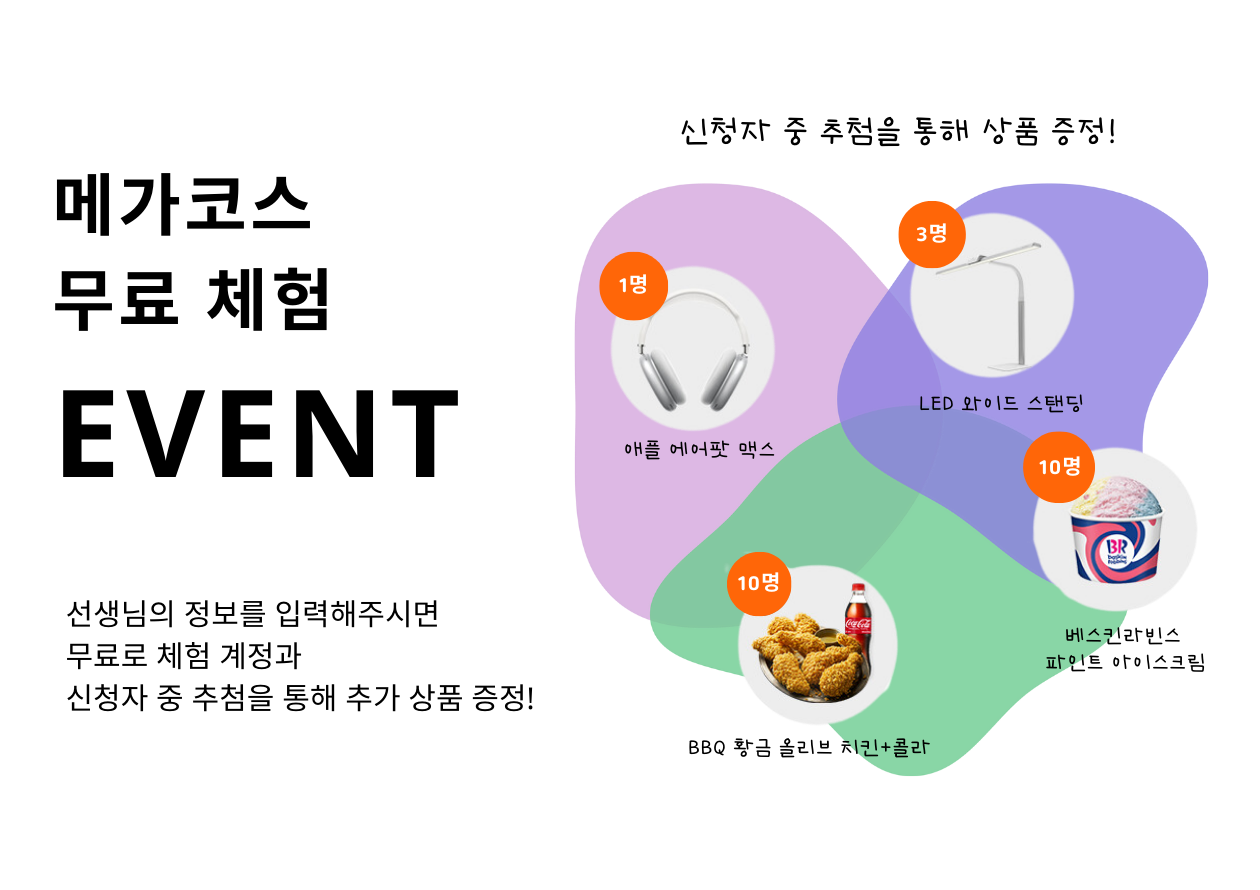 메가코스
무료 체험
EVENT
선생님의 정보를 입력해주시면
무료로 체험 계정과
신청자 중 추첨을 통해 추가 상품 증정!
신청자 중 추첨을 통해 상품 증정!
1명
애플 에어팟 맥스
3명
LED 와이드 스탠딩
10명
BR
baskin
robbins
베스킨라빈스
파인트 아이스크림
10명
Coca-Cola
BBQ 황금 올리브 치킨+콜라